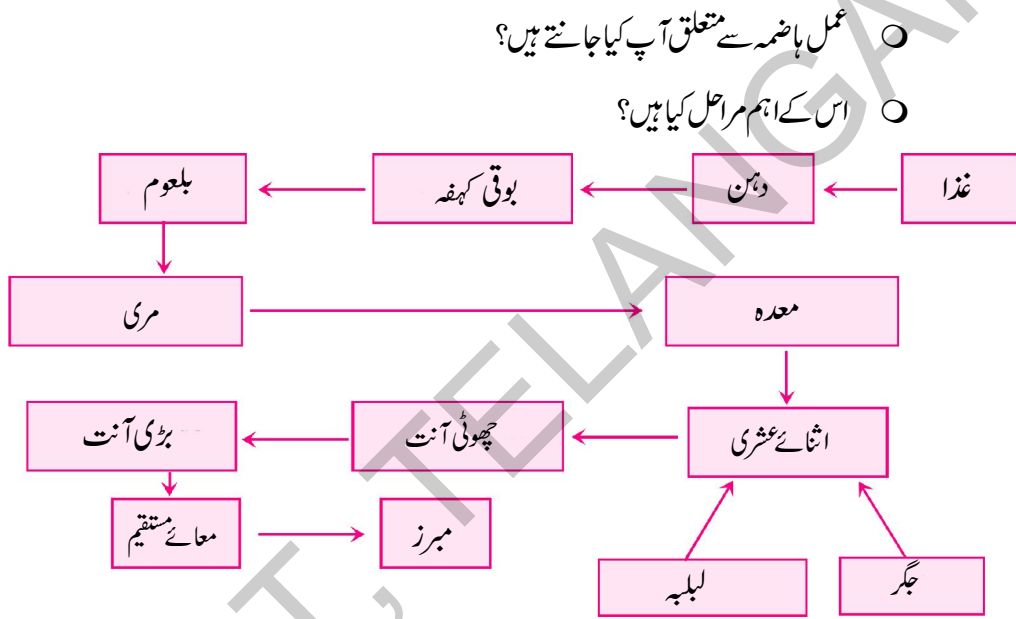 عمل ہاضمہ سے متعلق آپ کیا جانتے ہیں؟
اس کے اہم مراحل کیا ہیں؟
غذا
دہن
بوقی کہفہ
بلعوم
مری
معدہ
اثنائے عشری
چھوٹی آنت
بڑی آنت
معائے مستقیم
مبرز
لبلبہ
جگر
T, TELANGA